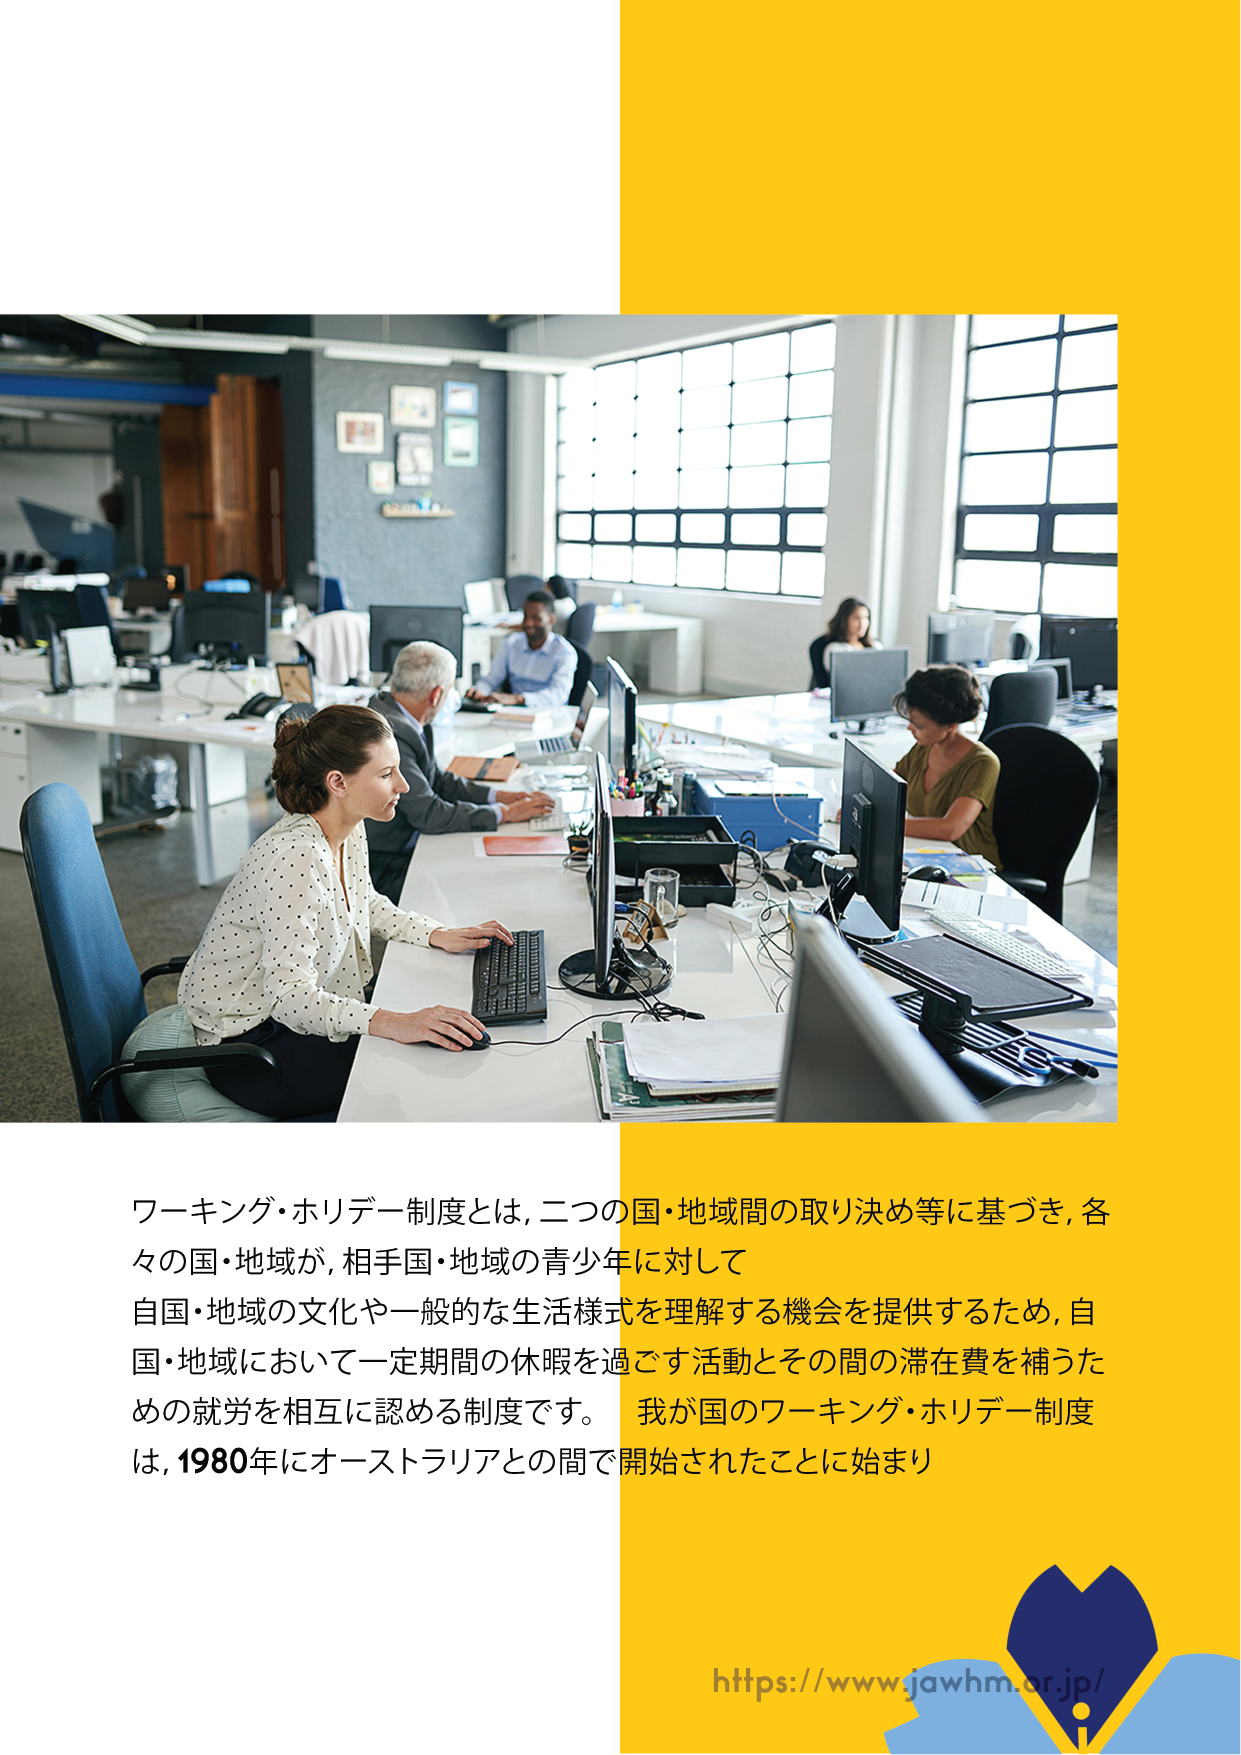 ワーキング・ホリデー制度とは, 二つの国・地域間の取り決め等に基づき, 各
々の国・地域が, 相手国・地域の青少年に対して
自国・地域の文化や一般的な生活様式を理解する機会を提供するため, 自
国・地域において一定期間の休暇を過ごす活動とその間の滞在費を補うた
めの就労を相互に認める制度です。　我が国のワーキング・ホリデー制度
は, 1980年にオーストラリアとの間で開始されたことに始まり
https://www.jawhm.or.jp/